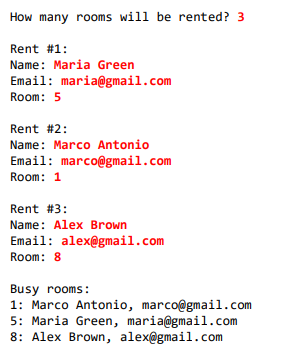 How many rooms will be rented? 3
Rent #1:
Name: Maria Green
Email: maria@gmail.com
Room: 5
Rent #2:
Name: Marco Antonio
Email: marco@gmail.com
Room: 1
Rent #3:
Name: Alex Brown
Email: alex@gmail.com
Room: 8
Busy rooms:
1: Marco Antonio, marco@gmail.com
5: Maria Green, maria@gmail.com
8: Alex Brown, alex@gmail.com